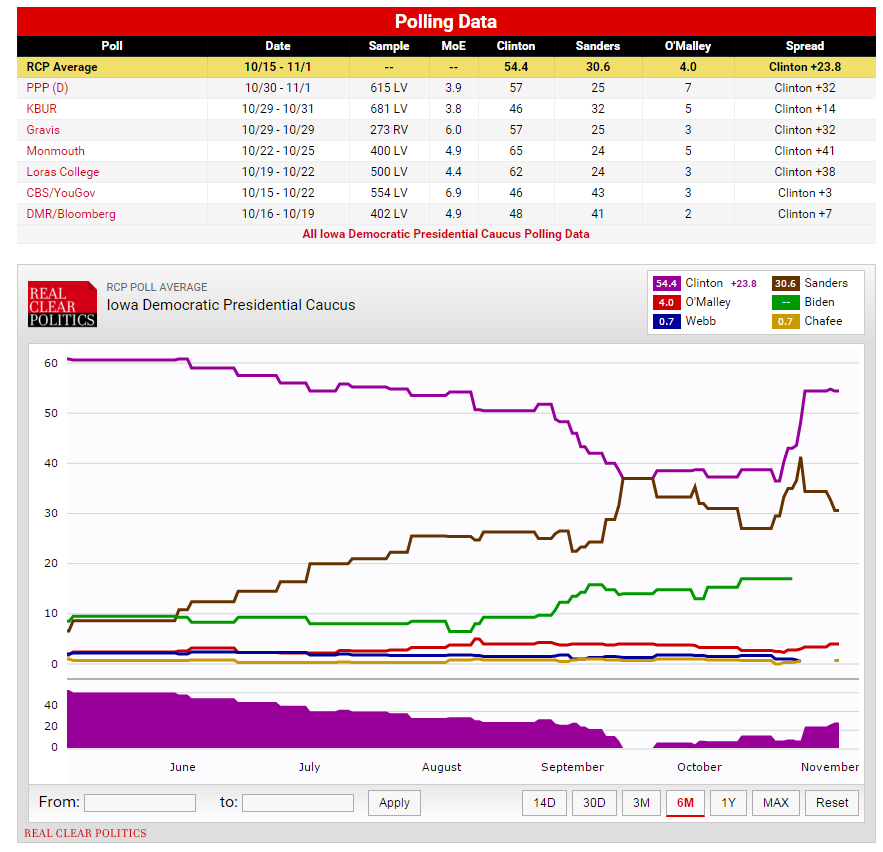 Polling Data
Poll Date Sample MoE Clinton Sanders O'Malley Spread
RCP Average 10/15 - 11/1 -- -- 54.4 30.6 4.0 Clinton +23.8
PPP (D) 10/30 - 11/1 615 LV 3.9 57 25 7 Clinton +32
KBUR 10/29 - 10/31 681 LV 3.8 46 32 5 Clinton +14
Gravis 10/29 - 10/29 273 RV 6.0 57 25 3 Clinton +32
Monmouth 10/22 - 10/25 400 LV 4.9 65 24 5 Clinton +41
Loras College 10/19 - 10/22 500 LV 4.4 62 24 3 Clinton +38
CBS/YouGov 10/15 - 10/22 554 LV 6.9 46 43 3 Clinton +3
DMR/Bloomberg 10/16 - 10/19 402 LV 4.9 48 41 2 Clinton +7
All Iowa Democratic Presidential Caucus Polling Data
REAL
CLEAR
POLITICS
RCP POLL AVERAGE
Iowa Democratic Presidential Caucus
54.4 Clinton +23.8 30.6 Sanders
4.0 O'Malley -- Biden
0.7 Webb 0.7 Chafee
60
50
40
30
20
10
0
40
20
0
June July August September October November
From: to: Apply 14D 30D 3M 6M 1Y MAX Reset
REAL CLEAR POLITICS